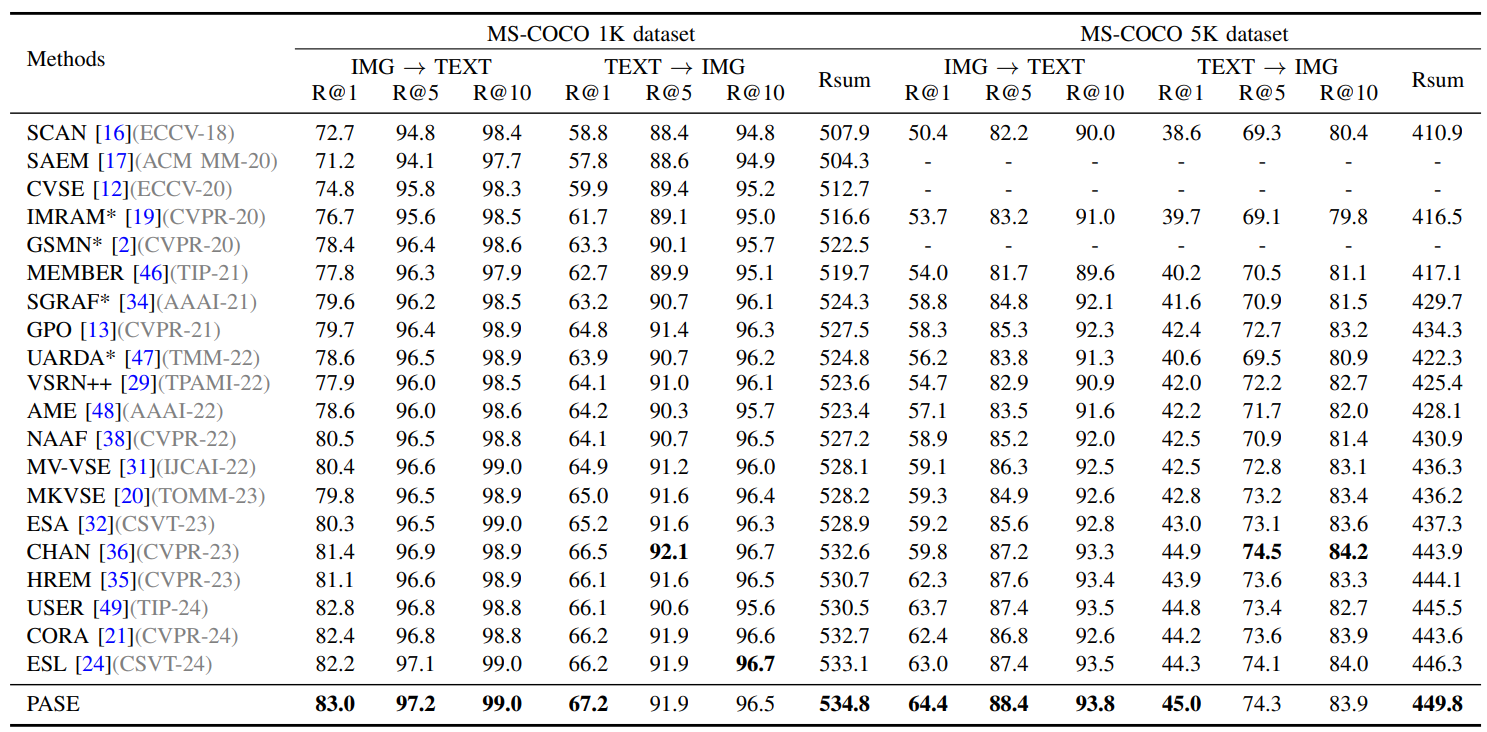 MS-COCO 1K dataset MS-COCO 5K dataset
Methods IMG → TEXT TEXT → IMG Rsum IMG → TEXT TEXT → IMG Rsum
R@1 R@5 R@10 R@1 R@5 R@10 R@1 R@5 R@10 R@1 R@5 R@10
SCAN [16](ECCV-18) 72.7 94.8 98.4 58.8 88.4 94.8 507.9 50.4 82.2 90.0 38.6 69.3 80.4 410.9
SAEM [17](ACM MM-20) 71.2 94.1 97.7 57.8 88.6 94.9 504.3 - - - - - - -
CVSE [12](ECCV-20) 74.8 95.8 98.3 59.9 89.4 95.2 512.7 - - - - - - -
IMRAM* [19](CVPR-20) 76.7 95.6 98.5 61.7 89.1 95.0 516.6 53.7 83.2 91.0 39.7 69.1 79.8 416.5
GSMN* [2](CVPR-20) 78.4 96.4 98.6 63.3 90.1 95.7 522.5 - - - - - - -
MEMBER [46](TIP-21) 77.8 96.3 97.9 62.7 89.9 95.1 519.7 54.0 81.7 89.6 40.2 70.5 81.1 417.1
SGRAF* [34](AAAI-21) 79.6 96.2 98.5 63.2 90.7 96.1 524.3 58.8 84.8 92.1 41.6 70.9 81.5 429.7
GPO [13](CVPR-21) 79.7 96.4 98.9 64.8 91.4 96.3 527.5 58.3 85.3 92.3 42.4 72.7 83.2 434.3
UARDA* [47](TMM-22) 78.6 96.5 98.9 63.9 90.7 96.2 524.8 56.2 83.8 91.3 40.6 69.5 80.9 422.3
VSRN++ [29](TPAMI-22) 77.9 96.0 98.5 64.1 91.0 96.1 523.6 54.7 82.9 90.9 42.0 72.2 82.7 425.4
AME [48](AAAI-22) 78.6 96.0 98.6 64.2 90.3 95.7 523.4 57.1 83.5 91.6 42.2 71.7 82.0 428.1
NAAF [38](CVPR-22) 80.5 96.5 98.8 64.1 90.7 96.5 527.2 58.9 85.2 92.0 42.5 70.9 81.4 430.9
MV-VSE [31](IJCAI-22) 80.4 96.6 99.0 64.9 91.2 96.0 528.1 59.1 86.3 92.5 42.5 72.8 83.1 436.3
MKVSE [20](TOMM-23) 79.8 96.5 98.9 65.0 91.6 96.4 528.2 59.3 84.9 92.6 42.8 73.2 83.4 436.2
ESA [32](CSVT-23) 80.3 96.5 99.0 65.2 91.6 96.3 528.9 59.2 85.6 92.8 43.0 73.1 83.6 437.3
CHAN [36](CVPR-23) 81.4 96.9 98.9 66.5 92.1 96.7 532.6 59.8 87.2 93.3 44.9 74.5 84.2 443.9
HREM [35](CVPR-23) 81.1 96.6 98.9 66.1 91.6 96.5 530.7 62.3 87.6 93.4 43.9 73.6 83.3 444.1
USER [49](TIP-24) 82.8 96.8 98.8 66.1 90.6 95.6 530.5 63.7 87.4 93.5 44.8 73.4 82.7 445.5
CORA [21](CVPR-24) 82.4 96.8 98.8 66.2 91.9 96.6 532.7 62.4 86.8 92.6 44.2 73.6 83.9 443.6
ESL [24](CSVT-24) 82.2 97.1 99.0 66.2 91.9 96.7 533.1 63.0 87.4 93.5 44.3 74.1 84.0 446.3
PASE 83.0 97.2 99.0 67.2 91.9 96.5 534.8 64.4 88.4 93.8 45.0 74.3 83.9 449.8